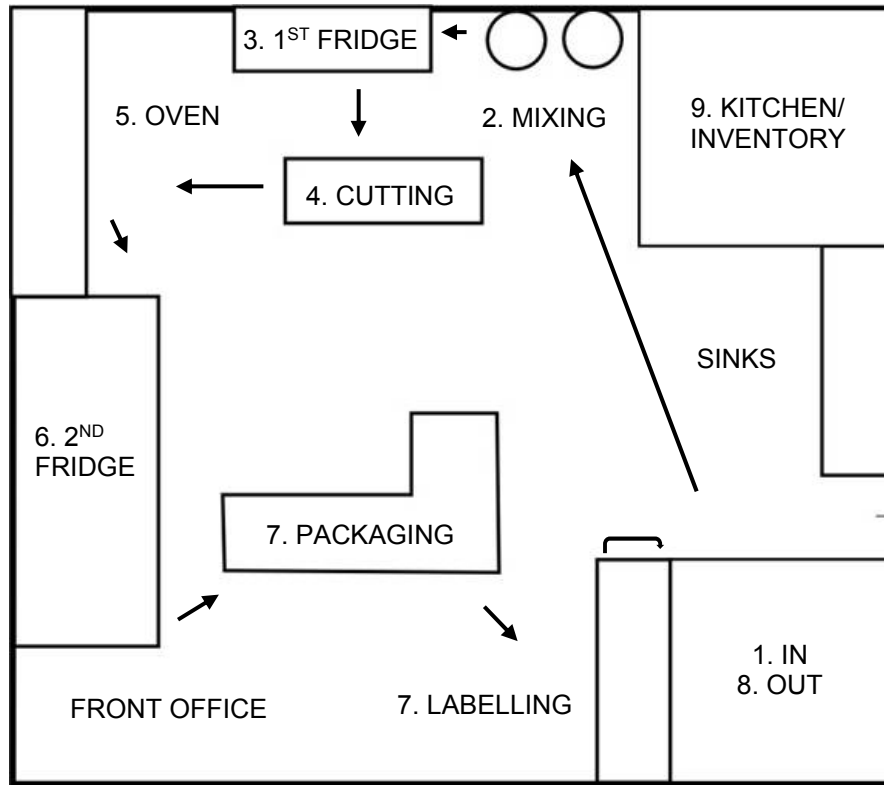 3. 1ST FRIDGE
5. OVEN
2. MIXING
9. KITCHEN/
INVENTORY
4. CUTTING
SINKS
6. 2ND
FRIDGE
7. PACKAGING
1. IN
8. OUT
FRONT OFFICE
7. LABELLING